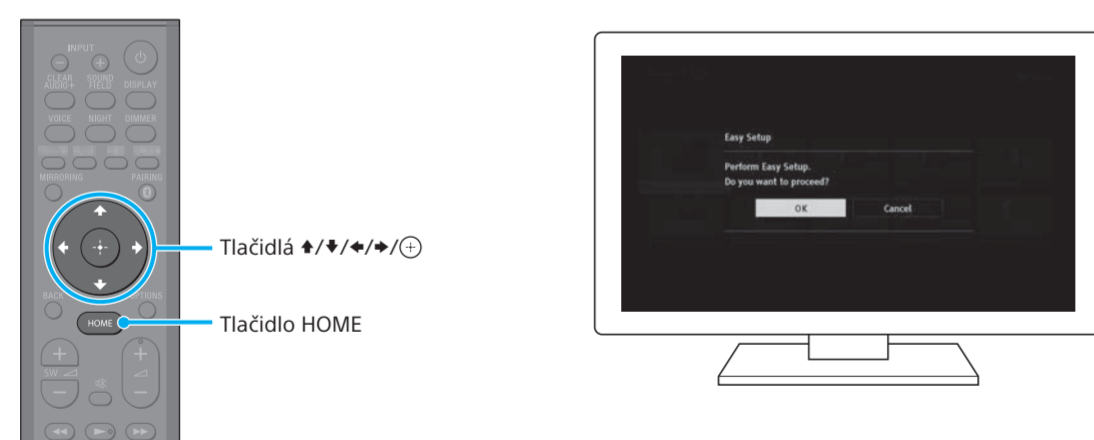 INPUT
CLEAR AUDIO+
SOUND FIELD
DISPLAY
VOICE NIGHT DIMMER
MIRRORING PAIRING
Tlačidlá ↑/↓/←/→/⊕
BACK OPTIONS
HOME
Tlačidlo HOME
SW
Easy Setup
Perform Easy Setup.
Do you want to proceed?
OK Cancel